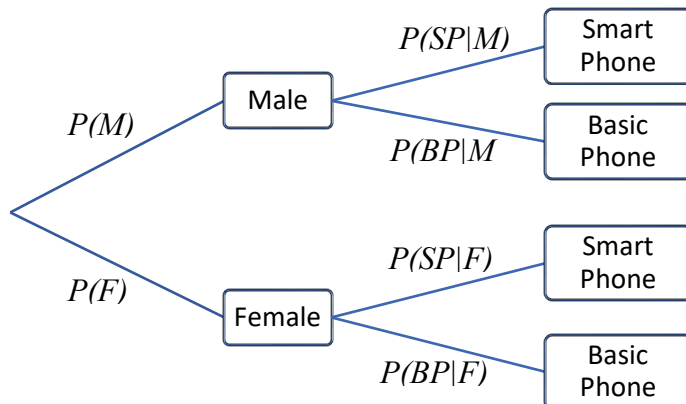 P(M)
Male
P(SP|M)
Smart
Phone
P(BP|M
Basic
Phone
P(F)
Female
P(SP|F)
Smart
Phone
P(BP|F)
Basic
Phone